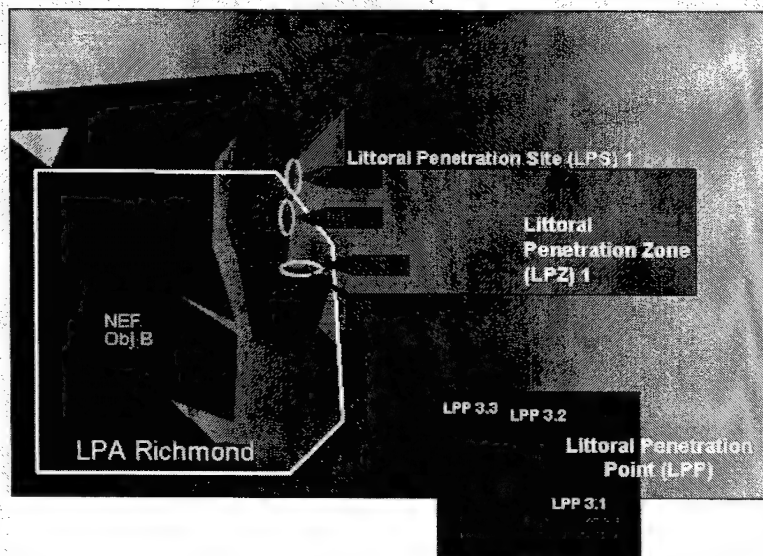 Littoral Penetration Site (LPS) 1
Littoral
Penetration Zone
(LPZ) 1
NEF
Obj B
LPA Richmond
LPP 3.3
LPP 3.2
Littoral Penetration
Point (LPP)
LPP 3.1